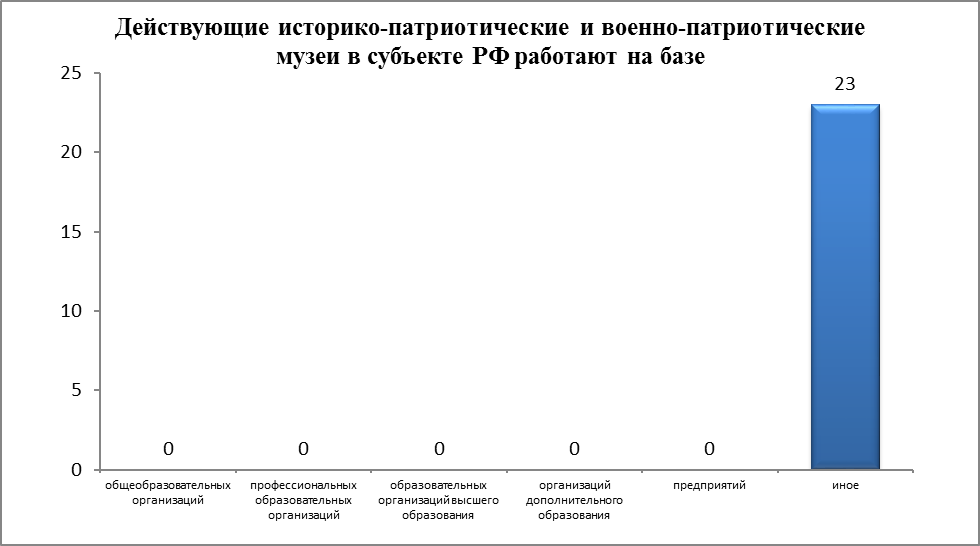 Действующие историко-патриотические и военно-патриотические
музеи в субъекте РФ работают на базе
25
20
15
10
5
0
0
0
0
0
0
23
общеобразовательных
организаций
профессиональных
образовательных
организаций
образовательных
организаций высшего
образования
организаций
дополнительного
образования
предприятий
иное